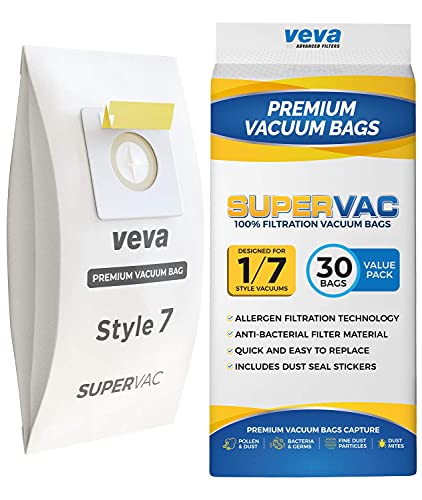 veva
PREMIUM VACUUM BAG
Style 7
SUPERVAC
veva
ADVANCED FILTERS
PREMIUM
VACUUM BAGS
SUPERVAC
100% FILTRATION VACUUM BAGS
DESIGNED FOR
1/7
STYLE VACUUMS
30
BAGS
VALUE
PACK
✓ ALLERGEN FILTRATION TECHNOLOGY
✓ ANTI-BACTERIAL FILTER MATERIAL
✓ QUICK AND EASY TO REPLACE
✓ INCLUDES DUST SEAL STICKERS
PREMIUM VACUUM BAGS CAPTURE
POLLEN
& DUST
BACTERIA
& GERMS
FINE DUST
PARTICLES
DUST
MITES